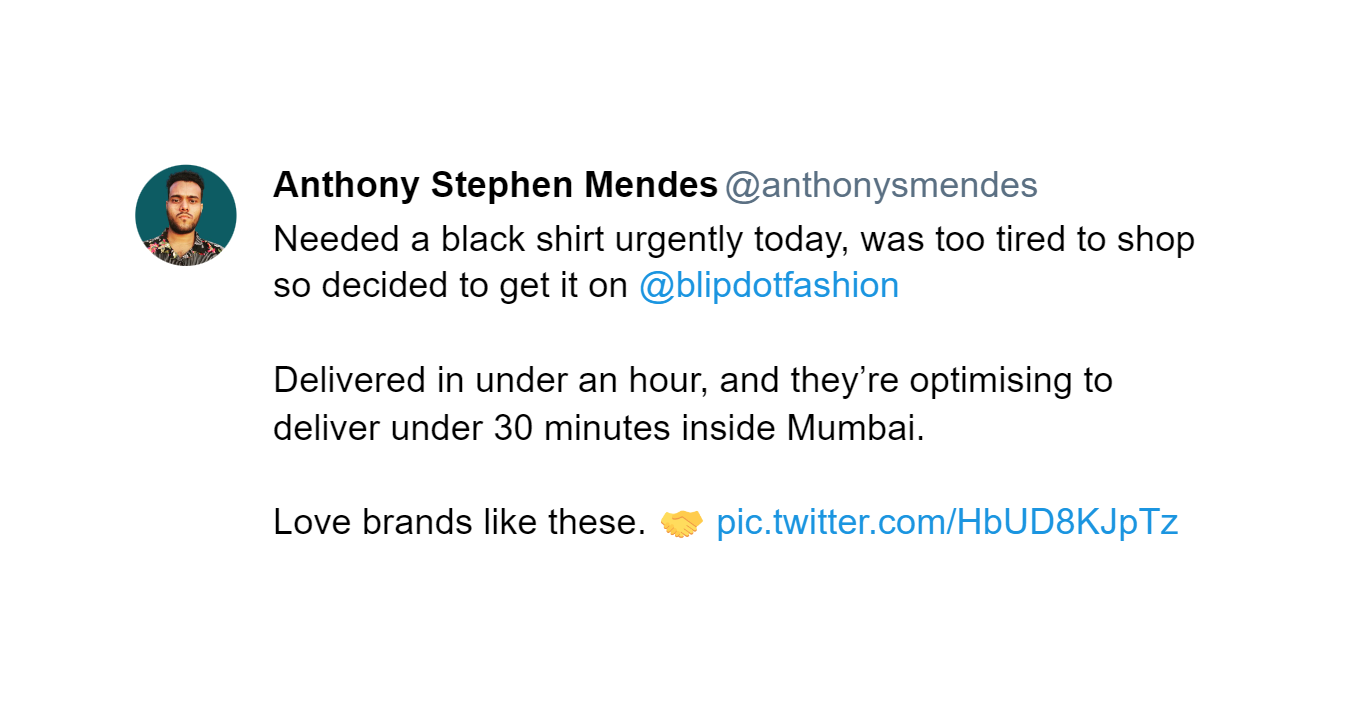 Anthony Stephen Mendes @anthonysmendes
Needed a black shirt urgently today, was too tired to shop
so decided to get it on @blipdotfashion
Delivered in under an hour, and they’re optimising to
deliver under 30 minutes inside Mumbai.
Love brands like these. 🤝 pic.twitter.com/HbUD8KJpTz